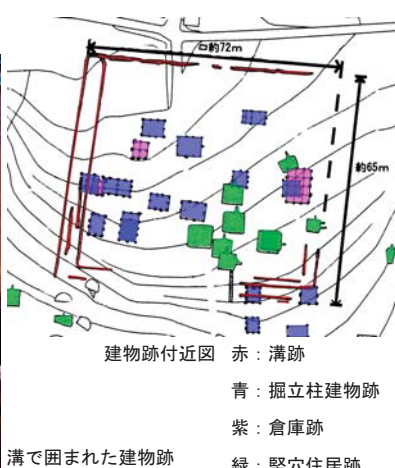 口約72m
約65m
建物跡付近図 赤：溝跡
青：掘立柱建物跡
紫：倉庫跡
溝で囲まれた建物跡
緑：竪穴住居跡